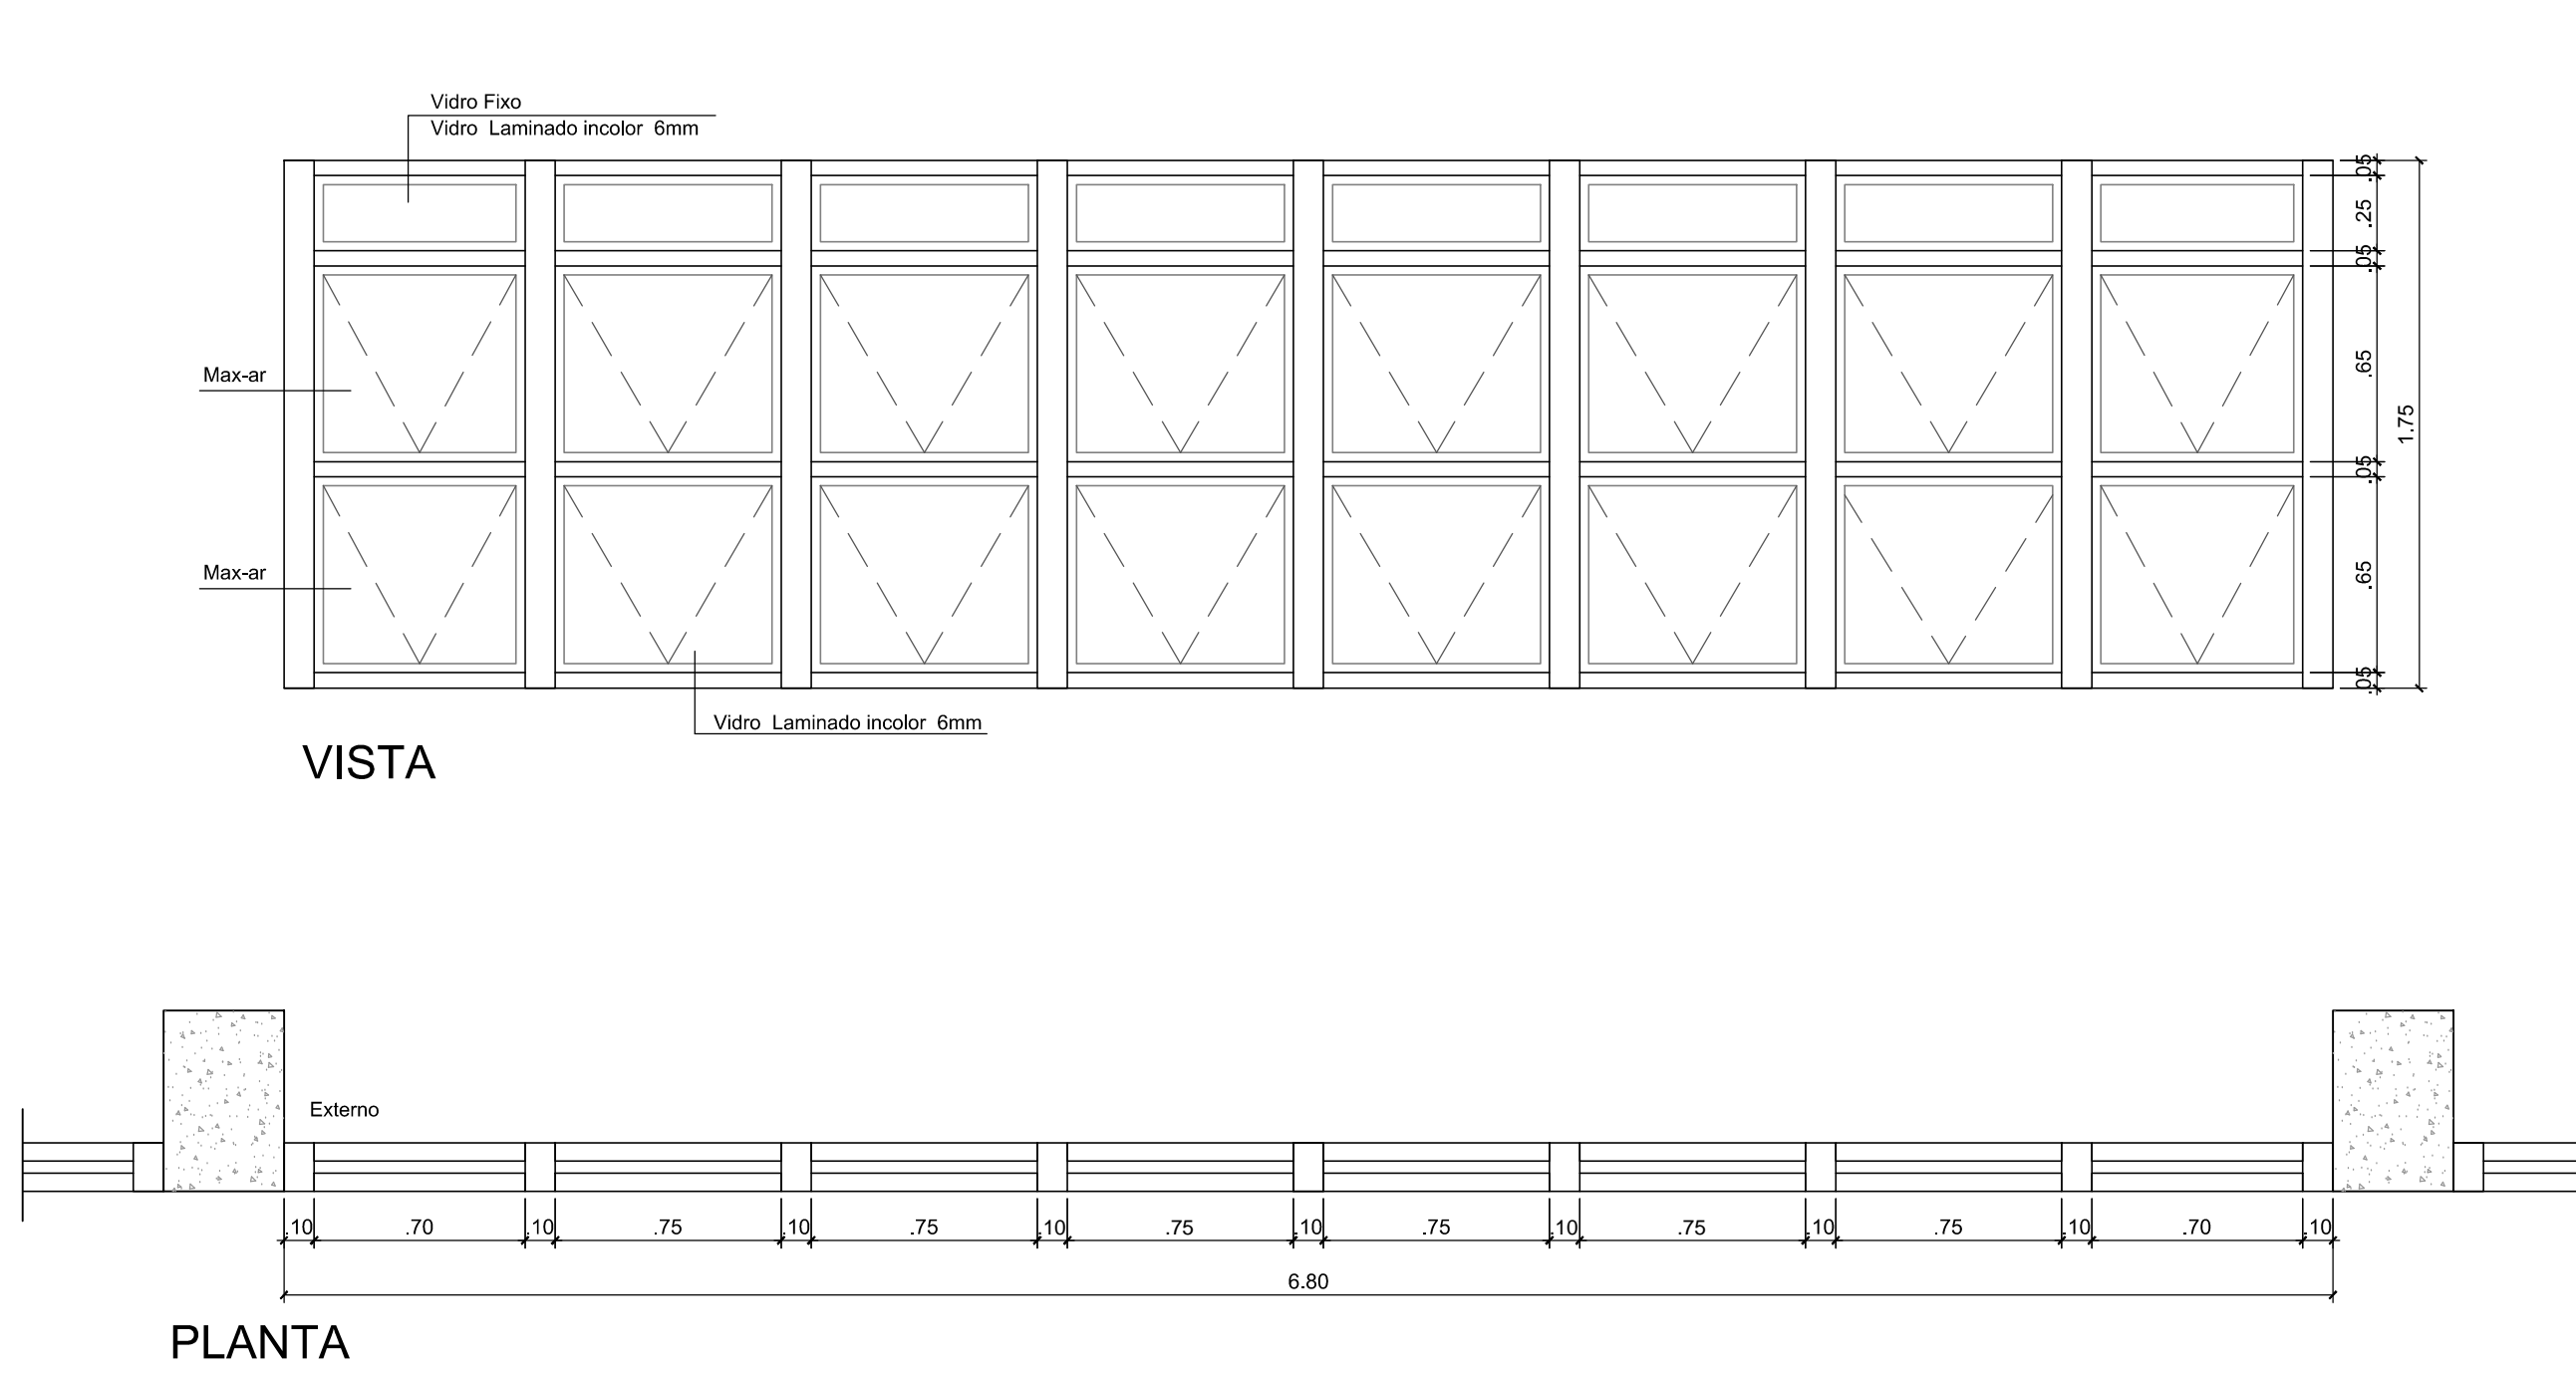 Vidro Fixo
Vidro  Laminado incolor  6mm
.05
.25
.05
Max-ar
.65
1.75
.05
Max-ar
.65
.05
Vidro  Laminado incolor  6mm
VISTA
Externo
.10 .70 .10 .75 .10 .75 .10 .75 .10 .75 .10 .75 .10 .75 .10 .70 .10
6.80
PLANTA